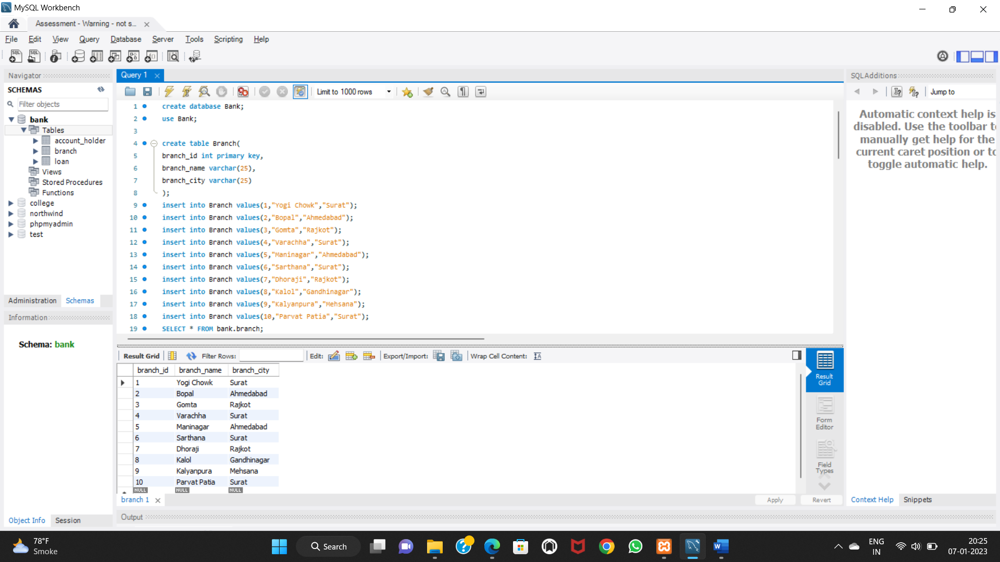 MySQL Workbench
Assessment - Warning - not s...
File Edit View Query Database Server Tools Scripting Help
Navigator
SCHEMAS
Filter objects
bank
Tables
account_holder
branch
loan
Views
Stored Procedures
Functions
college
northwind
phpmyadmin
test
Administration Schemas
Information
Schema: bank
Object Info Session
Query 1
Limit to 1000 rows
1 create database Bank;
2 use Bank;
3
4 create table Branch(
5 branch_id int primary key,
6 branch_name varchar(25),
7 branch_city varchar(25)
8 );
9 insert into Branch values(1,"Yogi Chowk","Surat");
10 insert into Branch values(2,"Bopal","Ahmedabad");
11 insert into Branch values(3,"Gomta","Rajkot");
12 insert into Branch values(4,"Varachha","Surat");
13 insert into Branch values(5,"Maninagar","Ahmedabad");
14 insert into Branch values(6,"Sarthana","Surat");
15 insert into Branch values(7,"Dhoraji","Rajkot");
16 insert into Branch values(8,"Kalol","Gandhinagar");
17 insert into Branch values(9,"Kalyanpura","Mehsana");
18 insert into Branch values(10,"Parvat Patia","Surat");
19 SELECT * FROM bank.branch;
Result Grid Filter Rows: Edit: Export/Import: Wrap Cell Content:
branch_id branch_name branch_city
1 Yogi Chowk Surat
2 Bopal Ahmedabad
3 Gomta Rajkot
4 Varachha Surat
5 Maninagar Ahmedabad
6 Sarthana Surat
7 Dhoraji Rajkot
8 Kalol Gandhinagar
9 Kalyanpura Mehsana
10 Parvat Patia Surat
NULL NULL NULL
Result
Grid
Form
Editor
Field
Types
branch 1
Apply Revert
Output
SQLAdditions
Jump to
Automatic context help is
disabled. Use the toolbar to
manually get help for the
current caret position or to
toggle automatic help.
Context Help Snippets
78°F
Smoke
Search
ENG
IN
20:25
07-01-2023